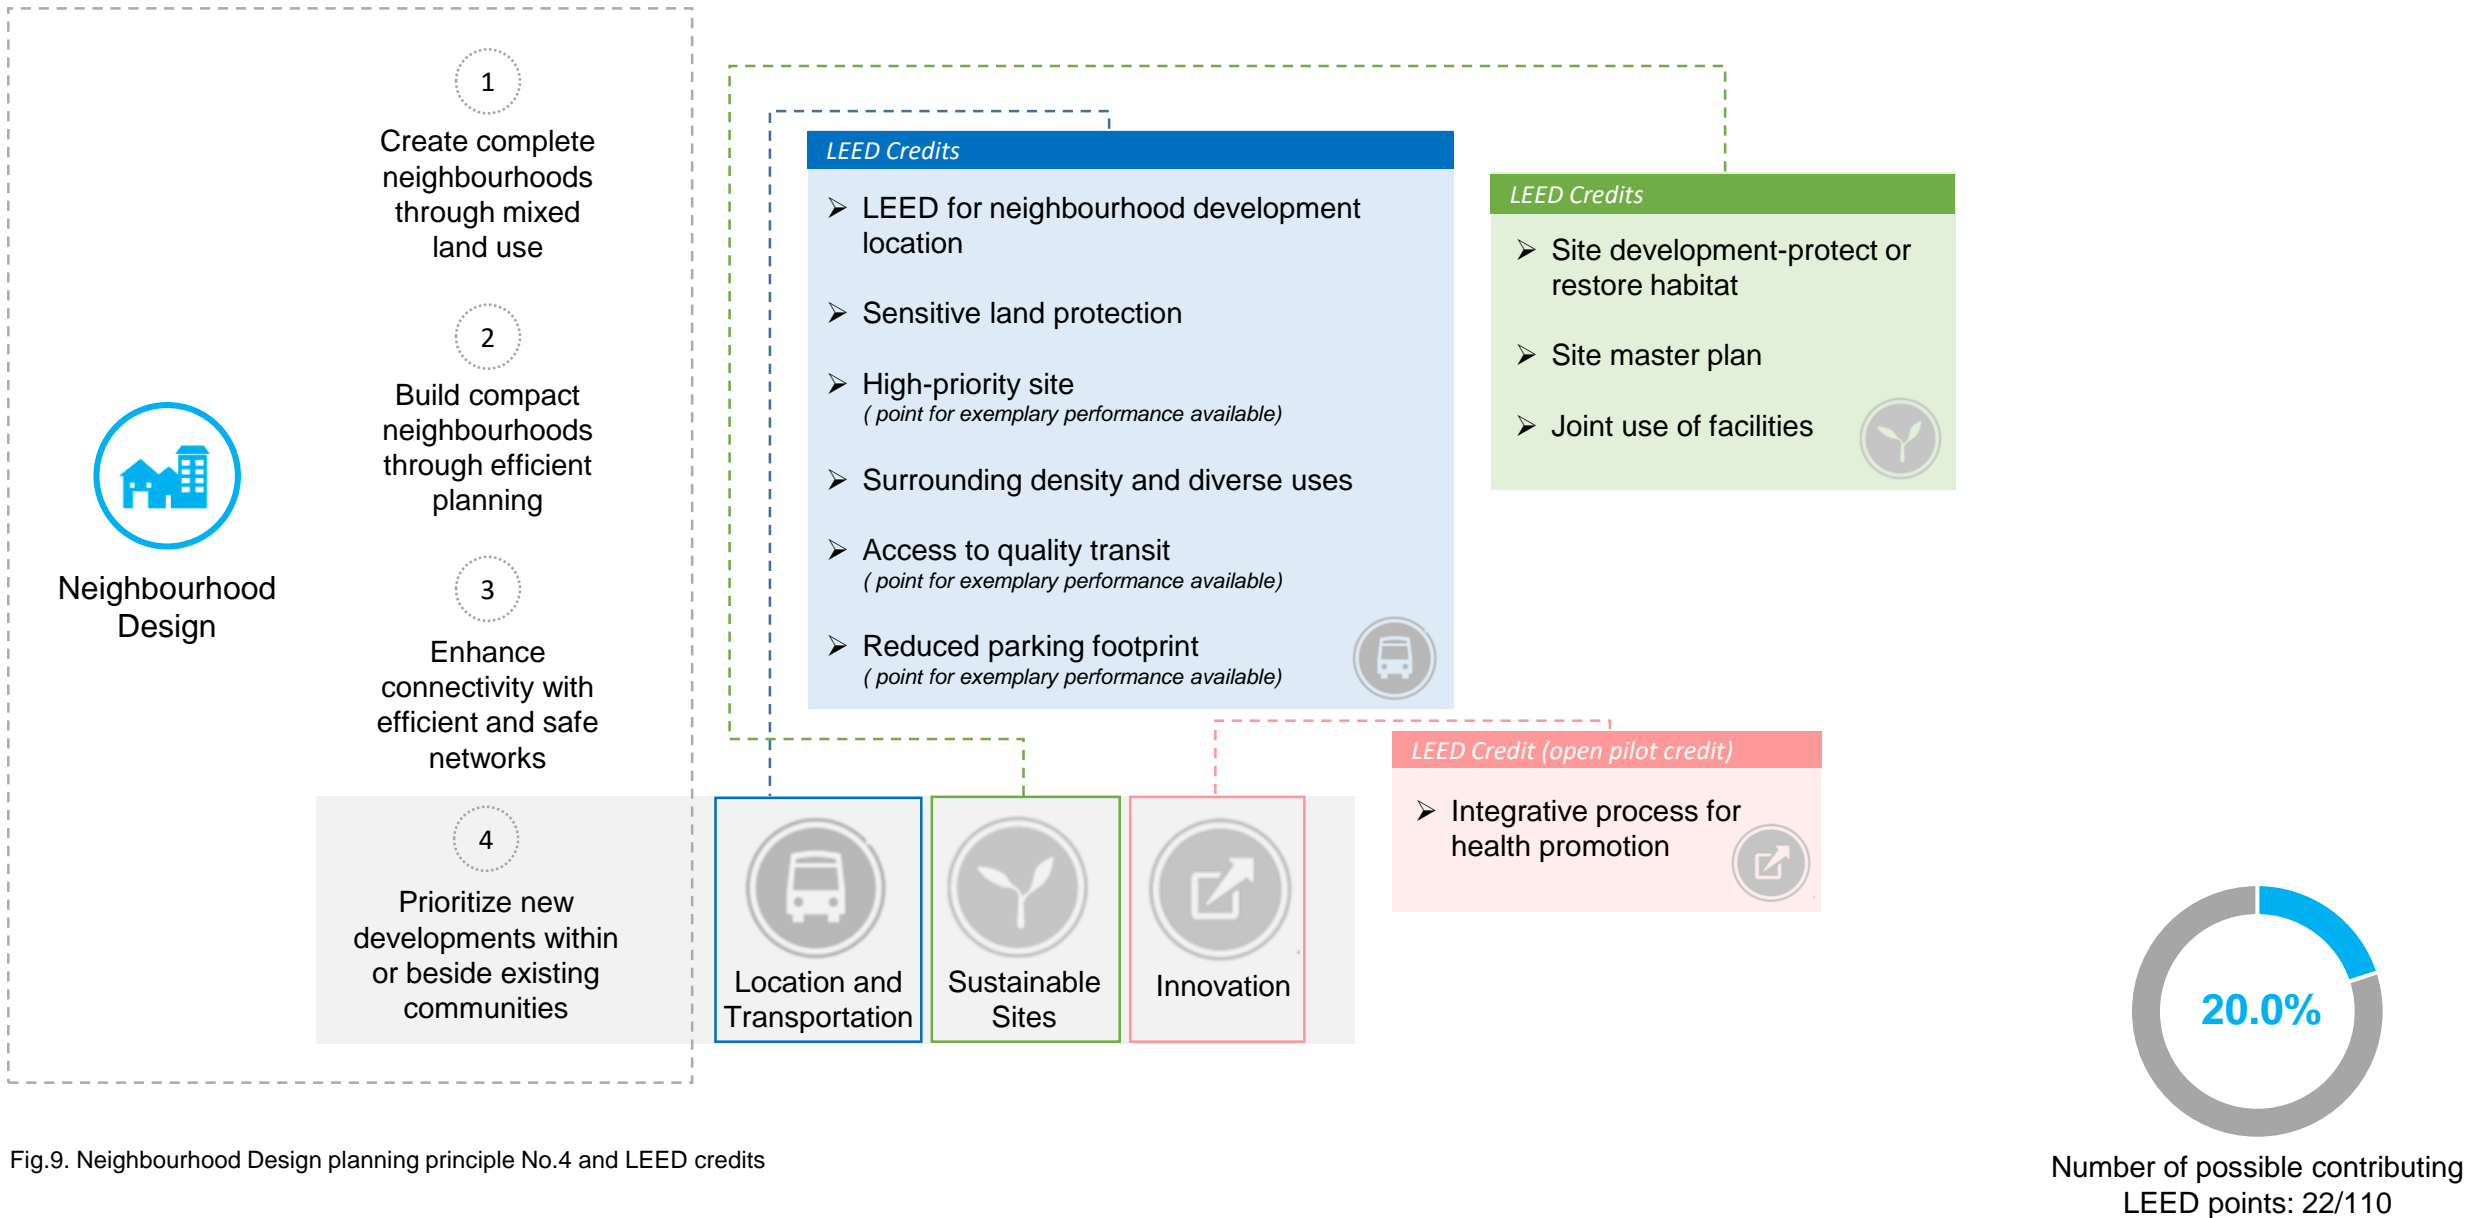 Neighbourhood
Design
1
Create complete
neighbourhoods
through mixed
land use
2
Build compact
neighbourhoods
through efficient
planning
3
Enhance
connectivity with
efficient and safe
networks
4
Prioritize new
developments within
or beside existing
communities
LEED Credits
➢ LEED for neighbourhood development
location
➢ Sensitive land protection
➢ High-priority site
( point for exemplary performance available)
➢ Surrounding density and diverse uses
➢ Access to quality transit
( point for exemplary performance available)
➢ Reduced parking footprint
( point for exemplary performance available)
LEED Credits
➢ Site development-protect or
restore habitat
➢ Site master plan
➢ Joint use of facilities
LEED Credit (open pilot credit)
➢ Integrative process for
health promotion
Location and
Transportation
Sustainable
Sites
Innovation
20.0%
Number of possible contributing
LEED points: 22/110
Fig.9. Neighbourhood Design planning principle No.4 and LEED credits